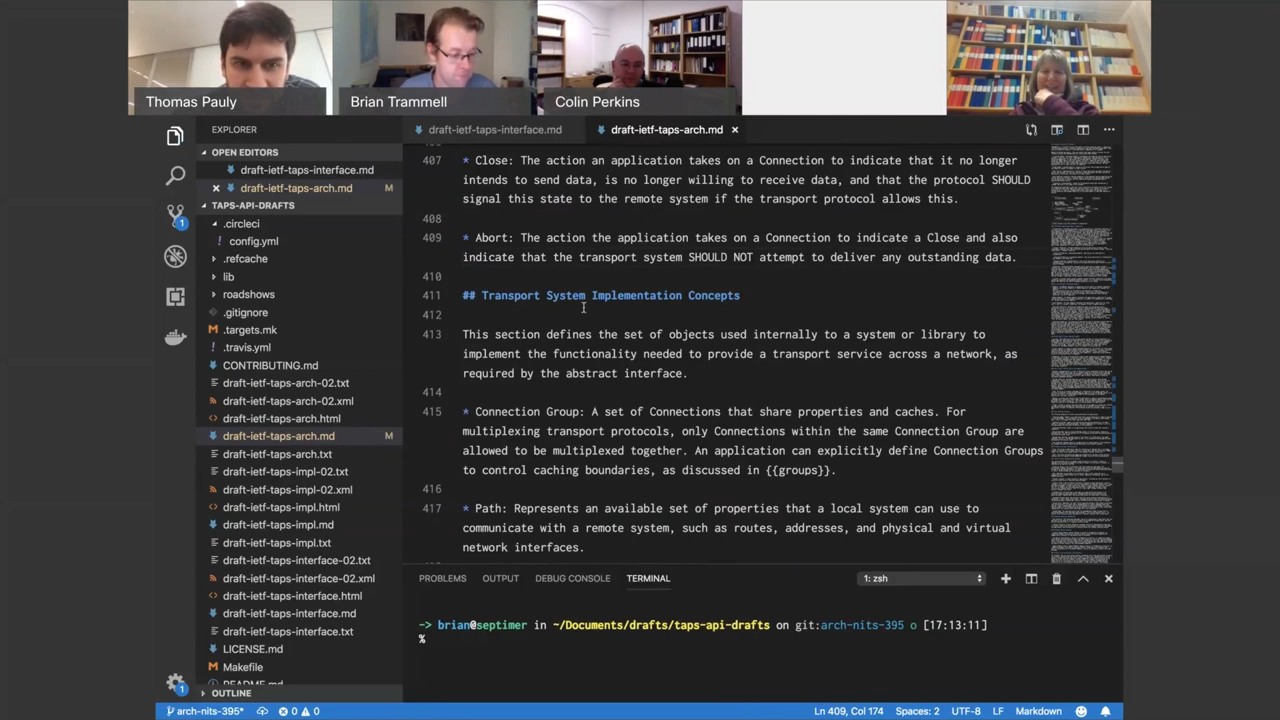 Thomas Pauly
Brian Trammell
Colin Perkins
EXPLORER
OPEN EDITORS
draft-ietf-taps-interface.md
draft-ietf-taps-arch.md M
TAPS-API-DRAFTS
.circleci
config.yml
.refcache
lib
roadshows
.gitignore
.targets.mk
.travis.yml
CONTRIBUTING.md
draft-ietf-taps-arch-02.txt
draft-ietf-taps-arch-02.xml
draft-ietf-taps-arch.html
draft-ietf-taps-arch.md M
draft-ietf-taps-arch.txt
draft-ietf-taps-impl-02.txt
draft-ietf-taps-impl-02.xml
draft-ietf-taps-impl.html
draft-ietf-taps-impl.md
draft-ietf-taps-impl.txt
draft-ietf-taps-interface-02.txt
draft-ietf-taps-interface-02.xml
draft-ietf-taps-interface.html
draft-ietf-taps-interface.md
draft-ietf-taps-interface.txt
LICENSE.md
Makefile
README.md
OUTLINE
1
1
draft-ietf-taps-interface.md
draft-ietf-taps-arch.md
407 * Close: The action an application takes on a Connection to indicate that it no longer
intends to send data, is no longer willing to receive data, and that the protocol SHOULD
signal this state to the remote system if the transport protocol allows this.
408
409 * Abort: The action the application takes on a Connection to indicate a Close and also
indicate that the transport system SHOULD NOT attempt to deliver any outstanding data.
410
411 ## Transport System Implementation Concepts
412
413 This section defines the set of objects used internally to a system or library to
implement the functionality needed to provide a transport service across a network, as
required by the abstract interface.
414
415 * Connection Group: A set of Connections that share properties and caches. For
multiplexing transport protocols, only Connections within the same Connection Group are
allowed to be multiplexed together. An application can explicitly define Connection Groups
to control caching boundaries, as discussed in {{groups}}.
416
417 * Path: Represents an available set of properties that a local system can use to
communicate with a remote system, such as routes, addresses, and physical and virtual
network interfaces.
PROBLEMS OUTPUT DEBUG CONSOLE TERMINAL 1: zsh
-> brian@septimer in ~/Documents/drafts/taps-api-drafts on git:arch-nits-395 o [17:13:11]
%
arch-nits-395* 0 0 Ln 409, Col 174 Spaces: 2 UTF-8 LF Markdown